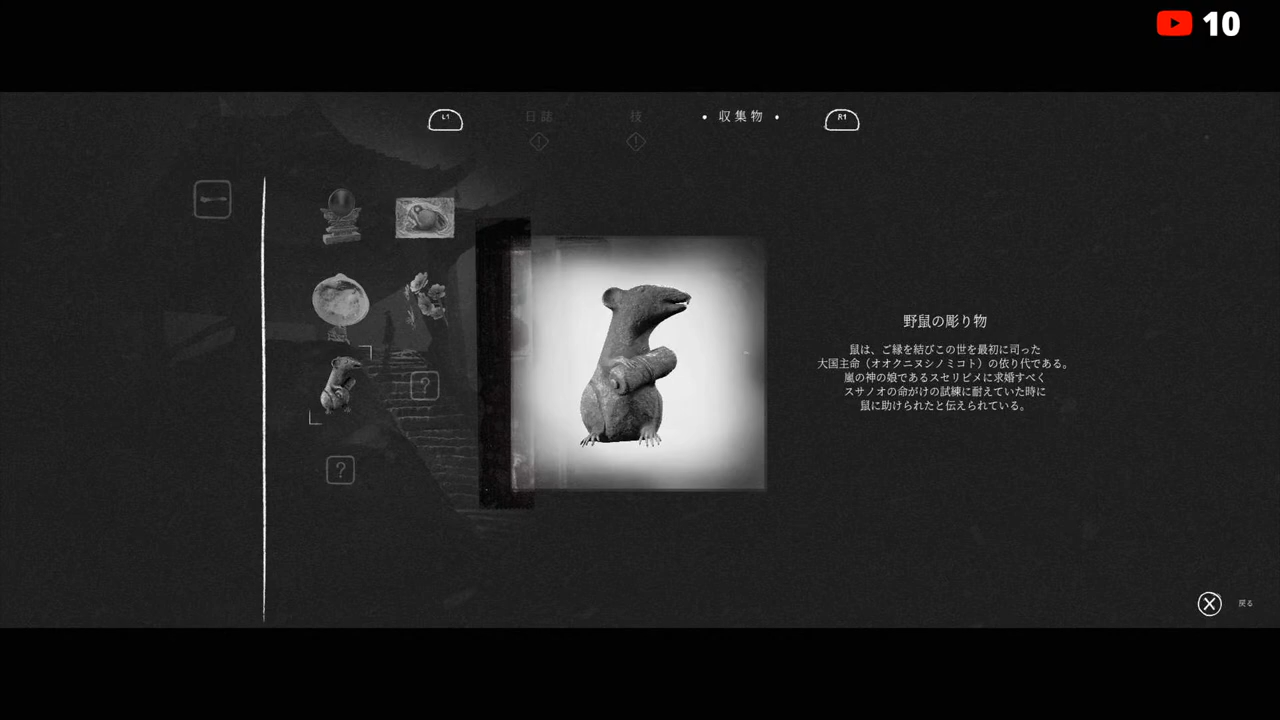 10
L1
日誌
技
• 収集物 •
R1
一
野鼠の彫り物
鼠は、ご縁を結びこの世を最初に司った
大国主命（オオクニヌシノミコト）の依り代である。
嵐の神の娘であるスセリビメに求婚すべく
スサノオの命がけの試練に耐えていた時に
鼠に助けられたと伝えられている。
?
?
戻る